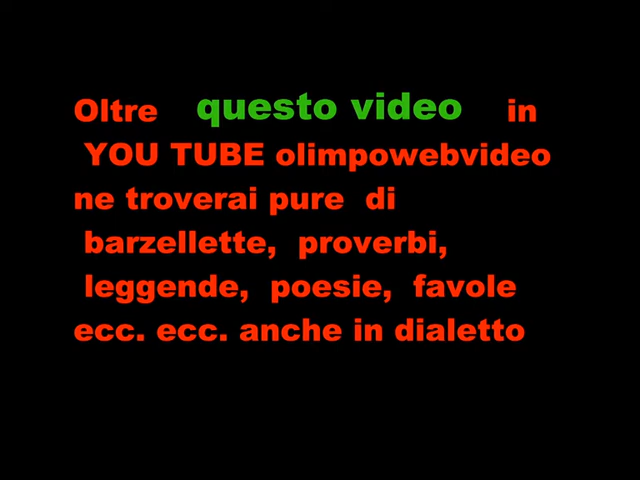 Oltre questo video in
YOU TUBE olimpowebvideo
ne troverai pure di
barzellette, proverbi,
leggende, poesie, favole
ecc. ecc. anche in dialetto